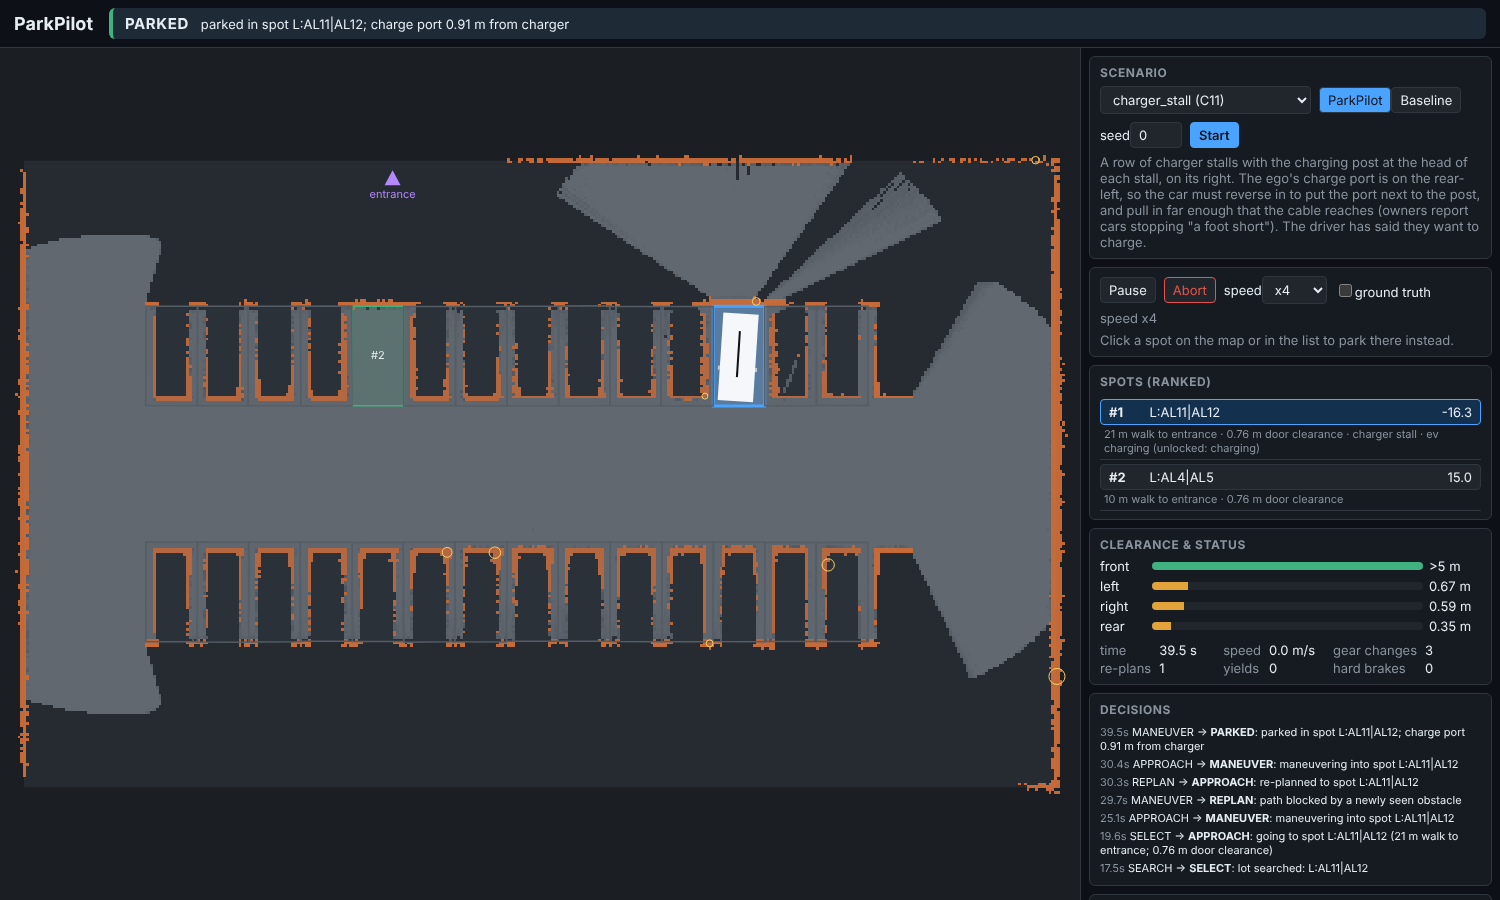 ParkPilot
PARKED parked in spot L:AL11|AL12; charge port 0.91 m from charger
entrance
#2
SCENARIO
charger_stall (C11) ParkPilot Baseline
seed 0 Start
A row of charger stalls with the charging post at the head of
each stall, on its right. The ego's charge port is on the rear-
left, so the car must reverse in to put the port next to the post,
and pull in far enough that the cable reaches (owners report
cars stopping "a foot short"). The driver has said they want to
charge.
Pause Abort speed x4 ground truth
speed x4
Click a spot on the map or in the list to park there instead.
SPOTS (RANKED)
#1 L:AL11|AL12 -16.3
21 m walk to entrance · 0.76 m door clearance · charger stall · ev
charging (unlocked: charging)
#2 L:AL4|AL5 15.0
10 m walk to entrance · 0.76 m door clearance
CLEARANCE & STATUS
front >5 m
left 0.67 m
right 0.59 m
rear 0.35 m
time 39.5 s speed 0.0 m/s gear changes 3
re-plans 1 yields 0 hard brakes 0
DECISIONS
39.5s MANEUVER → PARKED: parked in spot L:AL11|AL12; charge port
0.91 m from charger
30.4s APPROACH → MANEUVER: maneuvering into spot L:AL11|AL12
30.3s REPLAN → APPROACH: re-planned to spot L:AL11|AL12
29.7s MANEUVER → REPLAN: path blocked by a newly seen obstacle
25.1s APPROACH → MANEUVER: maneuvering into spot L:AL11|AL12
19.6s SELECT → APPROACH: going to spot L:AL11|AL12 (21 m walk to
entrance; 0.76 m door clearance)
17.5s SEARCH → SELECT: lot searched: L:AL11|AL12